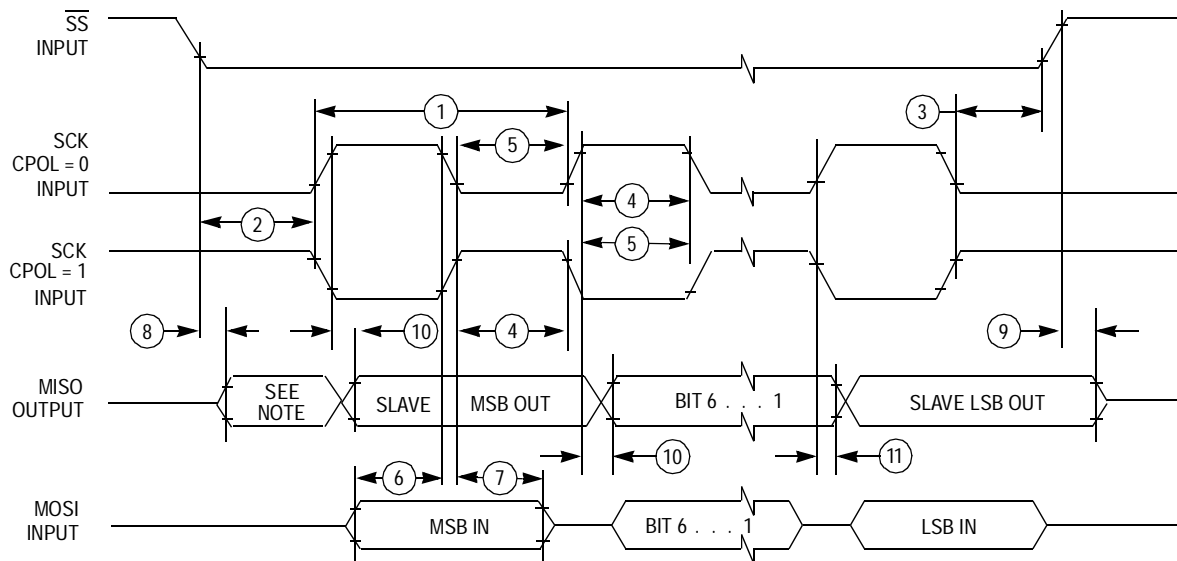 SS
INPUT
1
3
SCK
CPOL = 0
INPUT
5
4
2
5
SCK
CPOL = 1
INPUT
8
10
4
9
MISO
OUTPUT
SEE
NOTE
SLAVE
MSB OUT
BIT 6 . . . 1
SLAVE LSB OUT
10
11
6
7
MOSI
INPUT
MSB IN
BIT 6 . . . 1
LSB IN